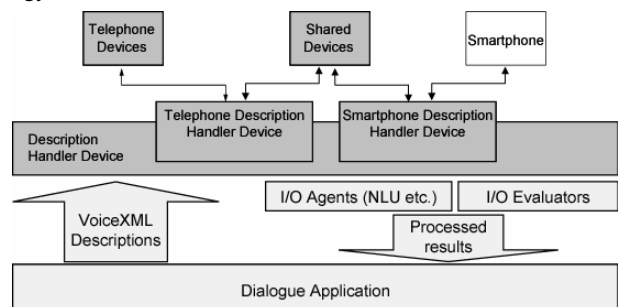 gy
Telephone
Devices
Shared
Devices
Smartphone
Telephone Description
Handler Device
Smartphone Description
Handler Device
Description
Handler Device
I/O Agents (NLU etc.)
I/O Evaluators
VoiceXML
Descriptions
Processed
results
Dialogue Application